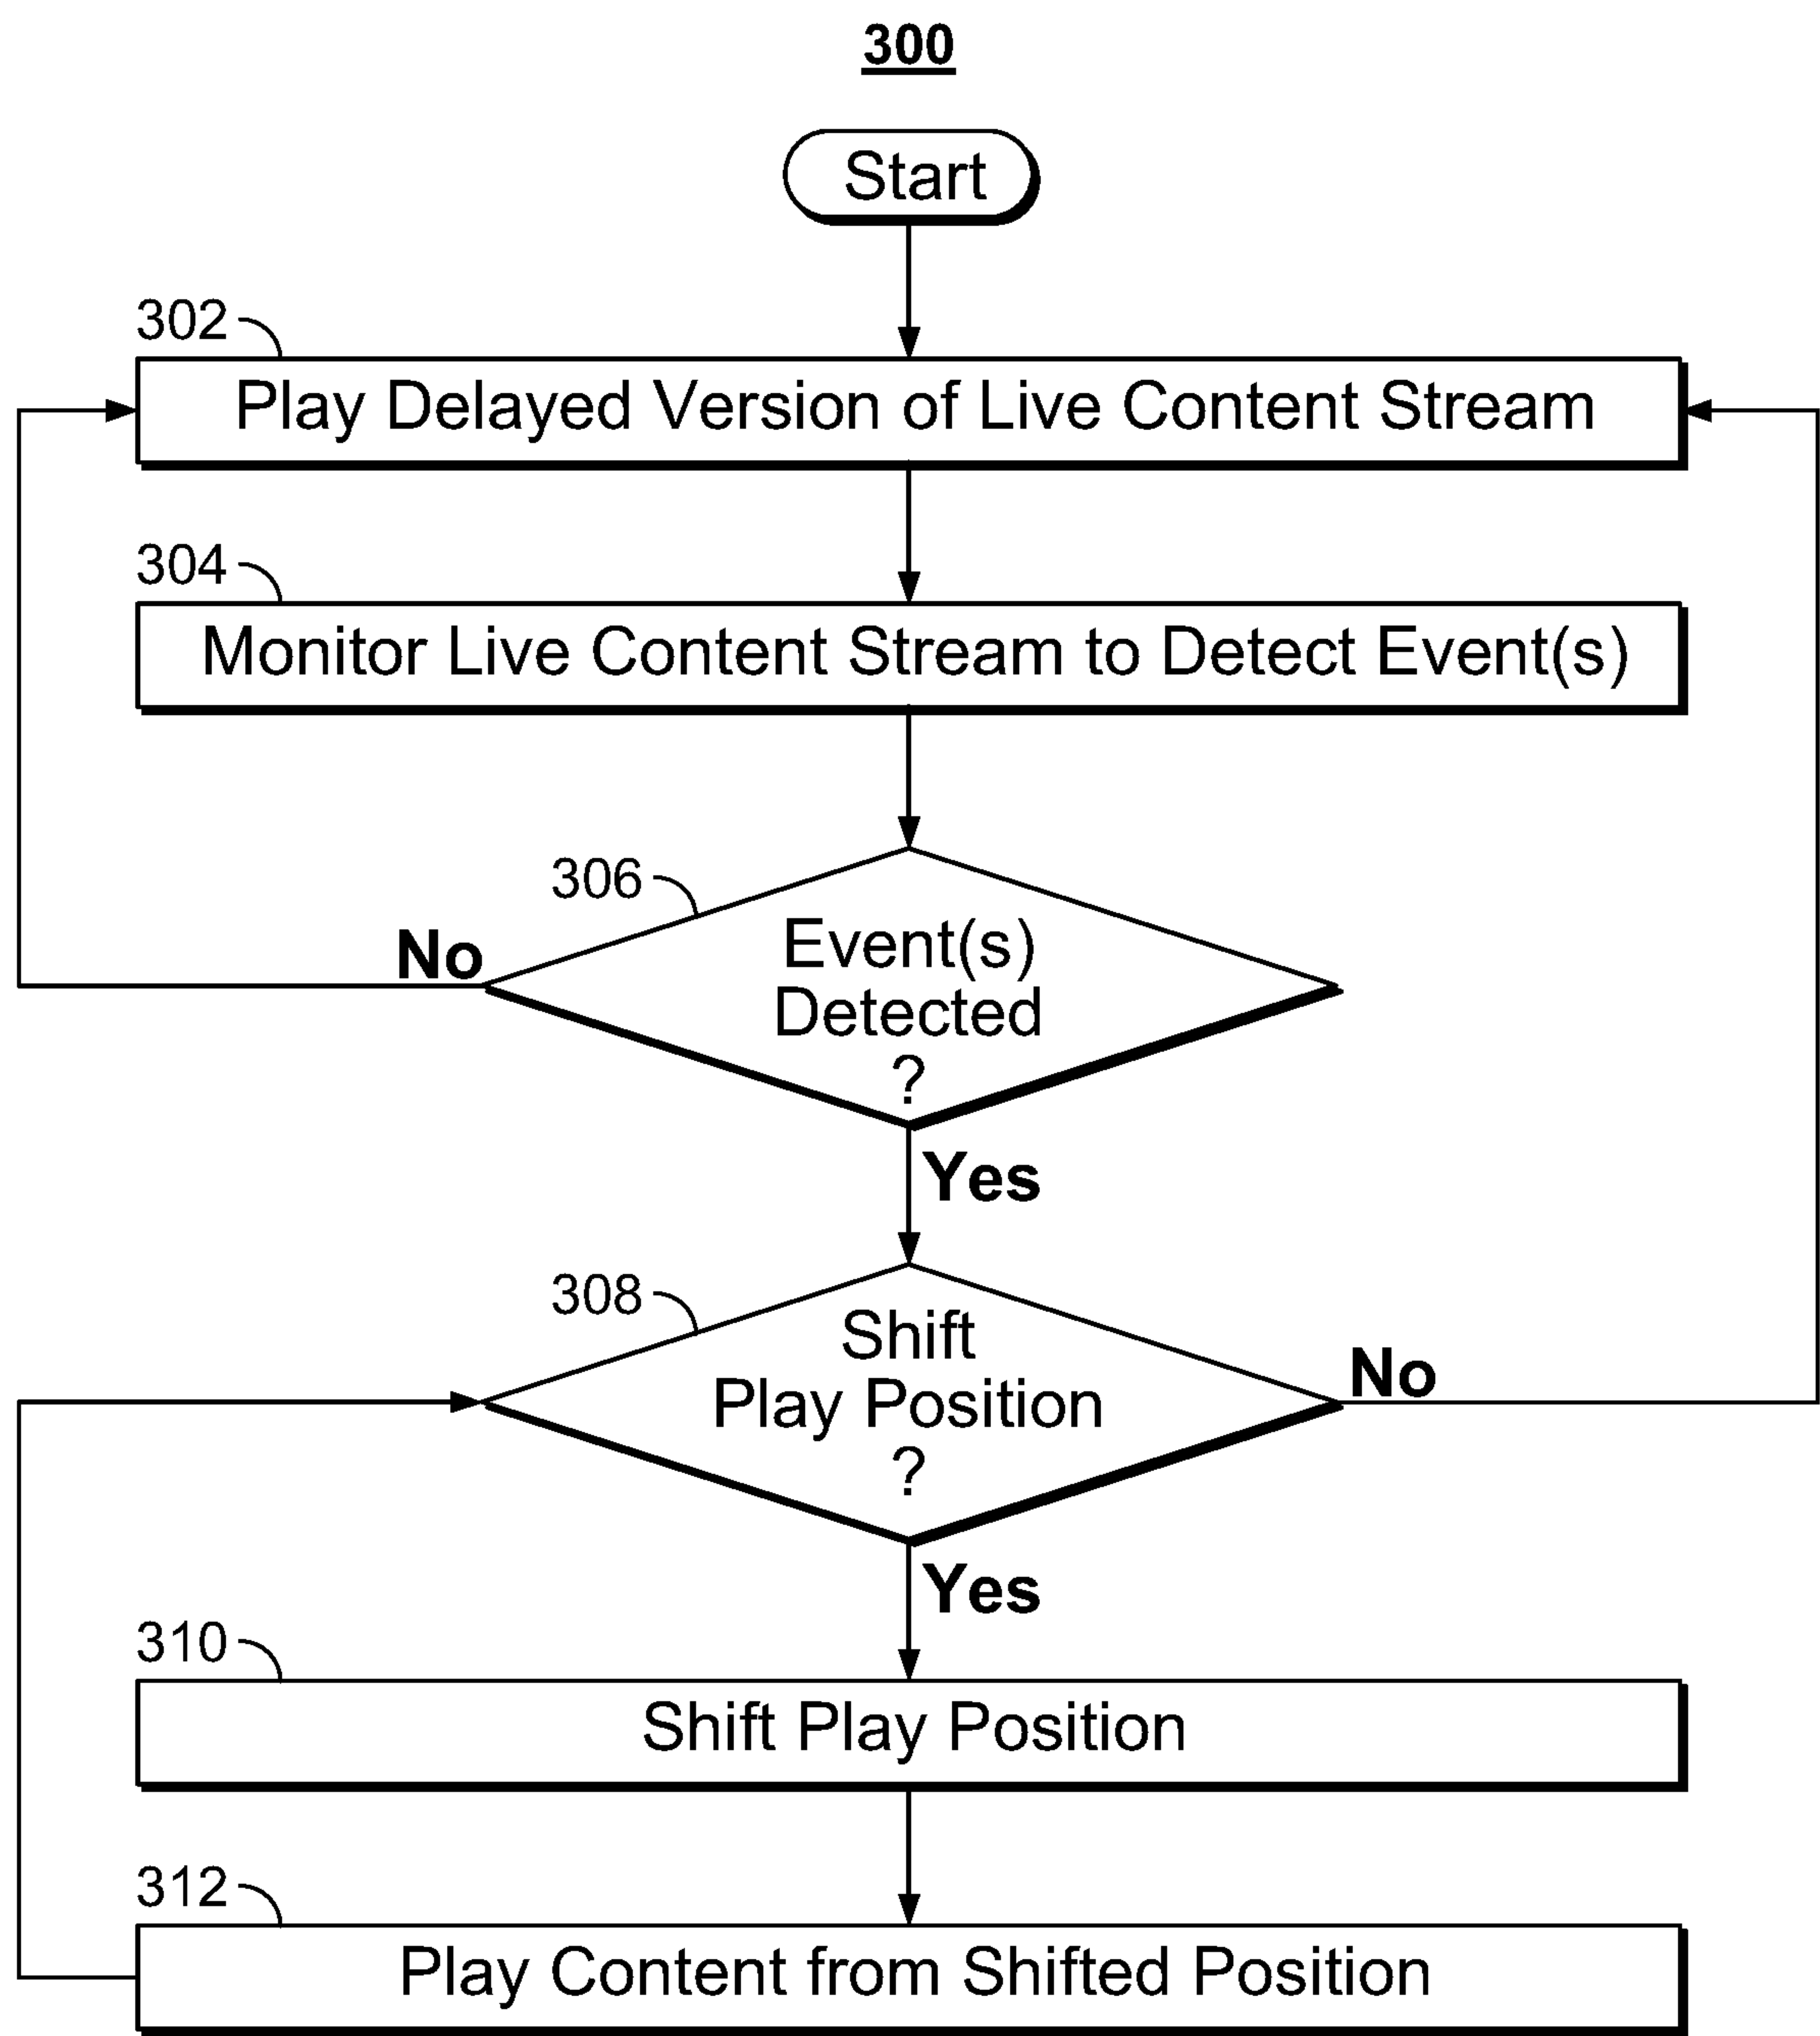 300
Start
302
Play Delayed Version of Live Content Stream
304
Monitor Live Content Stream to Detect Event(s)
306
Event(s)
Detected
?
No
Yes
308
Shift
Play Position
?
No
Yes
310
Shift Play Position
312
Play Content from Shifted Position